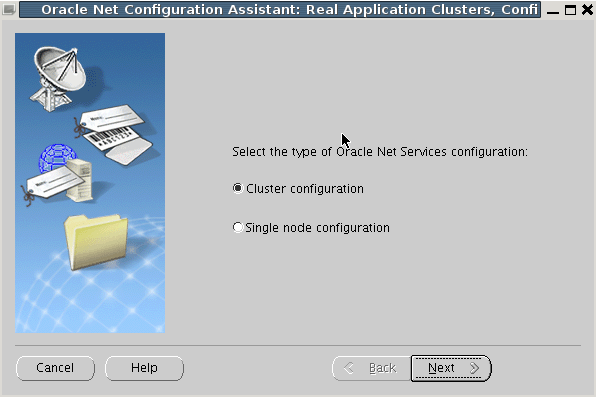 Oracle Net Configuration Assistant: Real Application Clusters, Confi
Select the type of Oracle Net Services configuration:
Cluster configuration
Single node configuration
Cancel
Help
Back
Next
ABC123*